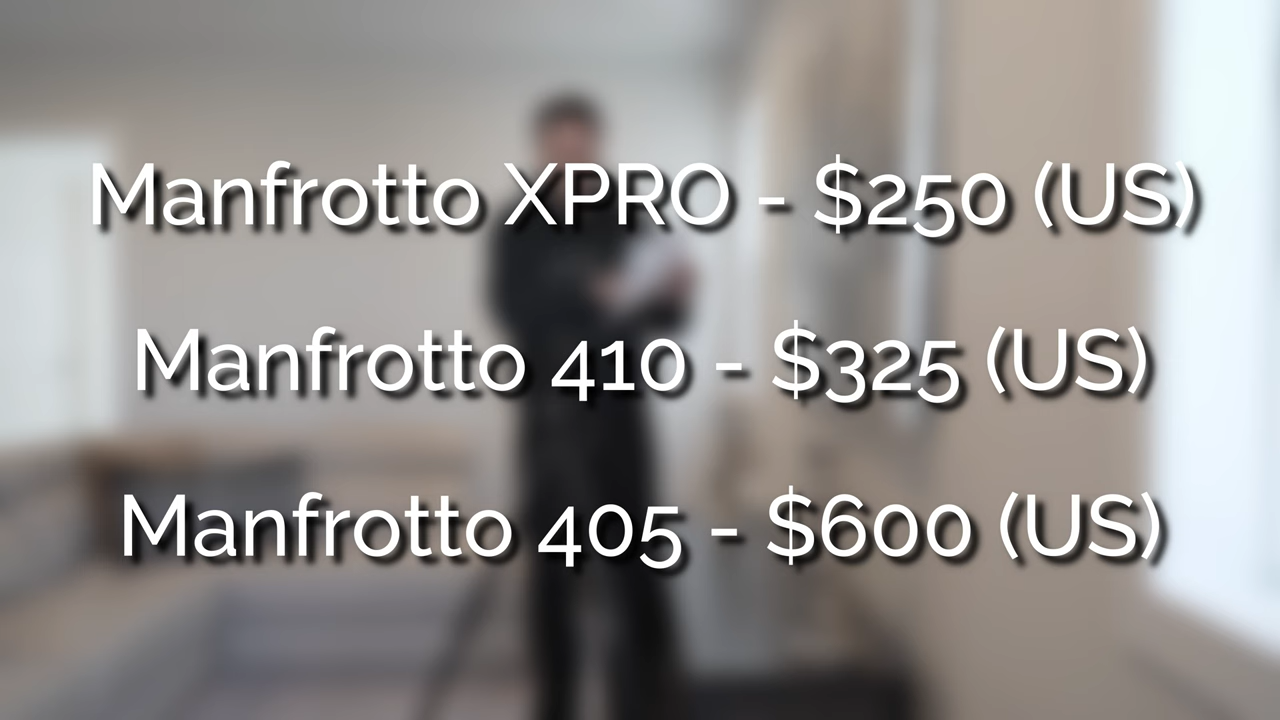 Manfrotto XPRO - $250 (US)
Manfrotto 410 - $325 (US)
Manfrotto 405 - $600 (US)